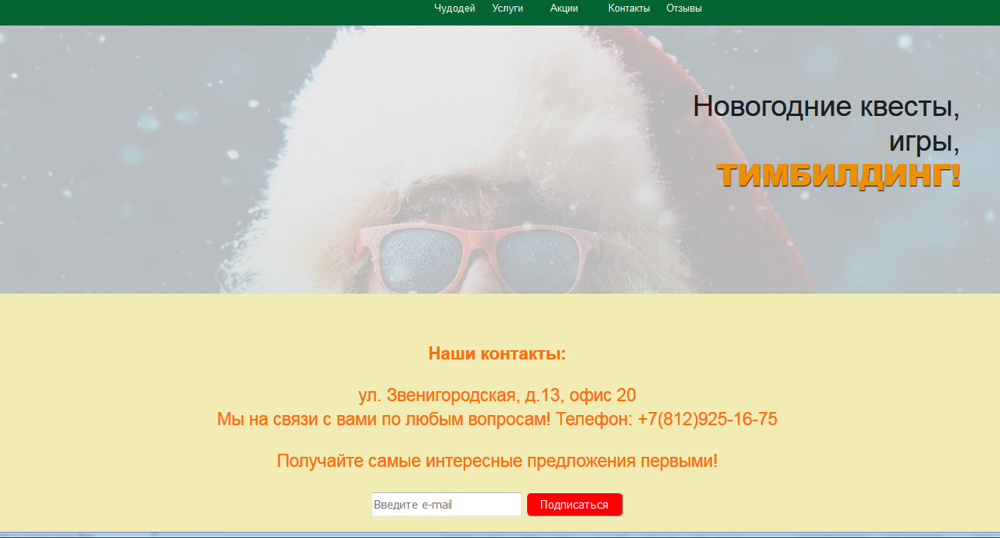 Чудодей Услуги Акции Контакты Отзывы
Новогодние квесты,
игры,
ТИМБИЛДИНГ!
Наши контакты:
ул. Звенигородская, д.13, офис 20
Мы на связи с вами по любым вопросам! Телефон: +7(812)925-16-75
Получайте самые интересные предложения первыми!
Введите e-mail Подписаться